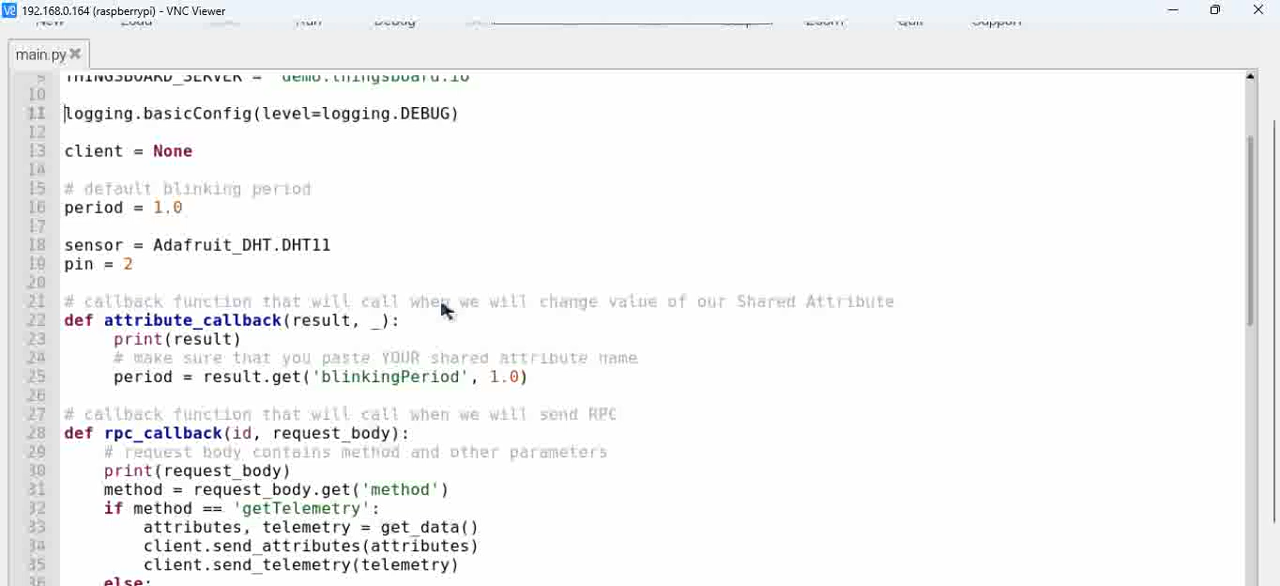 192.168.0.164 (raspberrypi) - VNC Viewer
New Load Run Debug Zoom Quit Support
main.py
9 THINGSBOARD_SERVER = 'demo.thingsboard.io'
10
11 logging.basicConfig(level=logging.DEBUG)
12
13 client = None
14
15 # default blinking period
16 period = 1.0
17
18 sensor = Adafruit_DHT.DHT11
19 pin = 2
20
21 # callback function that will call when we will change value of our Shared Attribute
22 def attribute_callback(result, _):
23 print(result)
24 # make sure that you paste YOUR shared attribute name
25 period = result.get('blinkingPeriod', 1.0)
26
27 # callback function that will call when we will send RPC
28 def rpc_callback(id, request_body):
29 # request body contains method and other parameters
30 print(request_body)
31 method = request_body.get('method')
32 if method == 'getTelemetry':
33 attributes, telemetry = get_data()
34 client.send_attributes(attributes)
35 client.send_telemetry(telemetry)
36 else: